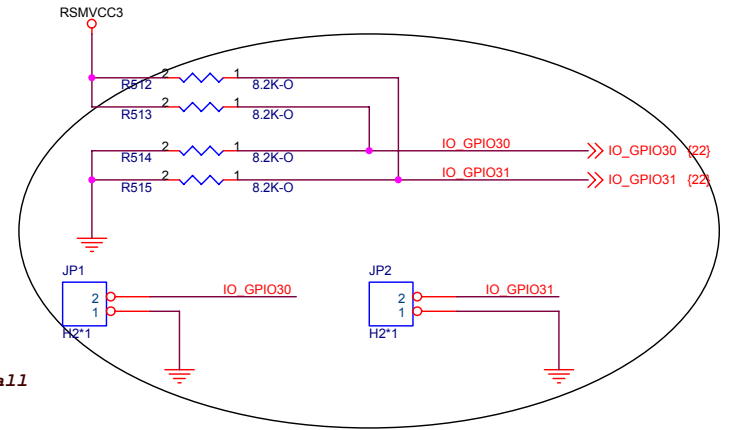 RSMVCC3
R512 2 1 8.2K-O
R513 2 1 8.2K-O
R514 2 1 8.2K-O IO_GPIO30 IO_GPIO30 {22}
R515 2 1 8.2K-O IO_GPIO31 IO_GPIO31 {22}
JP1 JP2
2 IO_GPIO30 2 IO_GPIO31
1 1
H2*1 H2*1
all